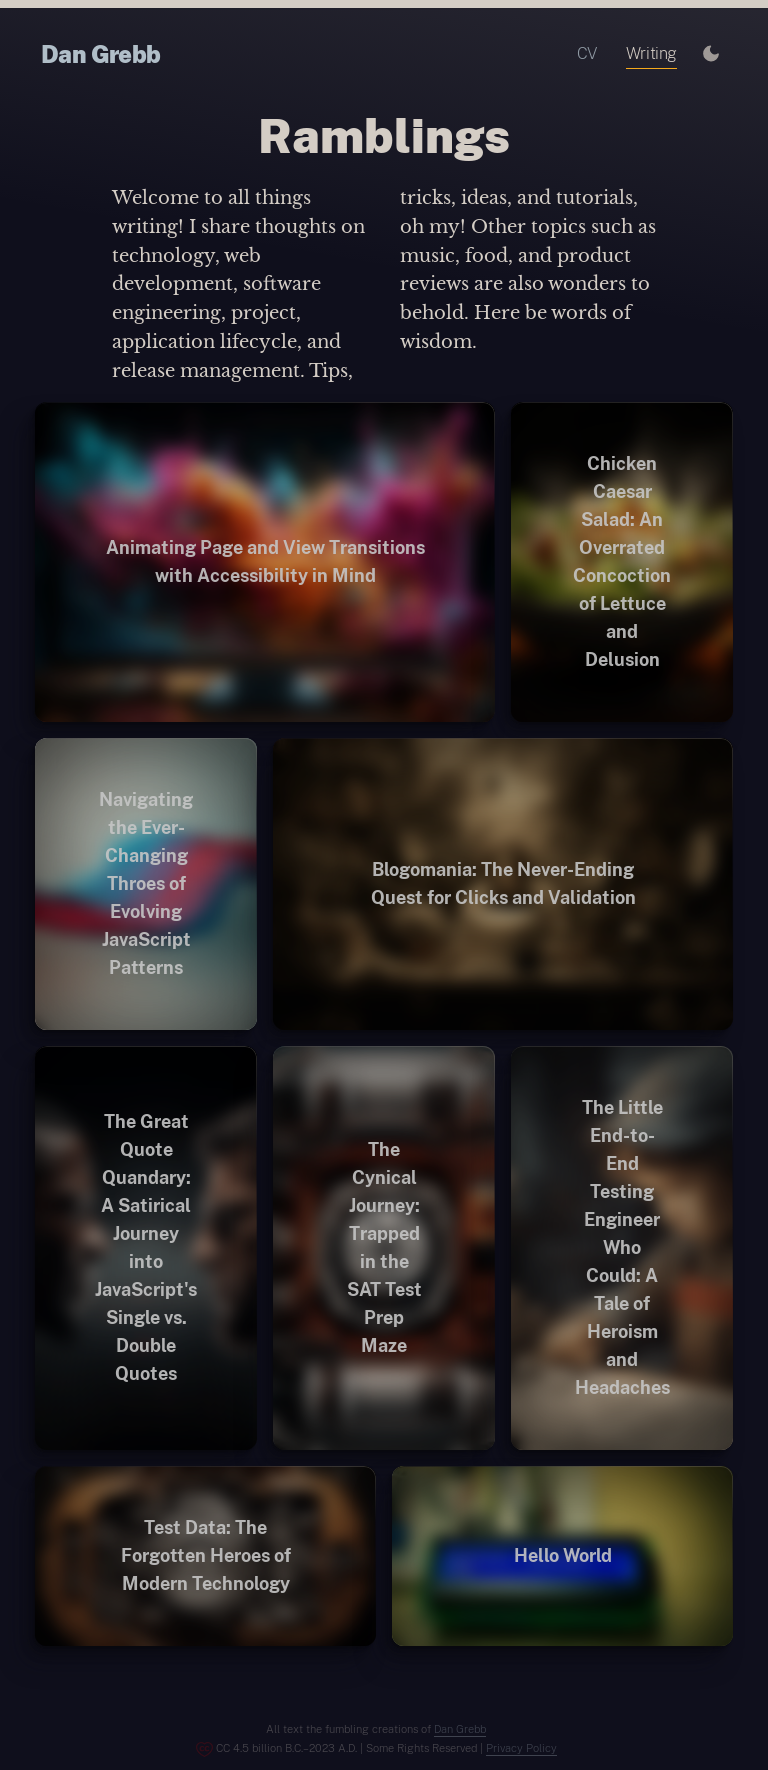 Dan Grebb
CV
Writing
Ramblings
Welcome to all things
writing! I share thoughts on
technology, web
development, software
engineering, project,
application lifecycle, and
release management. Tips,
tricks, ideas, and tutorials,
oh my! Other topics such as
music, food, and product
reviews are also wonders to
behold. Here be words of
wisdom.
Animating Page and View Transitions
with Accessibility in Mind
Chicken
Caesar
Salad: An
Overrated
Concoction
of Lettuce
and
Delusion
Navigating
the Ever-
Changing
Throes of
Evolving
JavaScript
Patterns
Blogomania: The Never-Ending
Quest for Clicks and Validation
The Great
Quote
Quandary:
A Satirical
Journey
into
JavaScript's
Single vs.
Double
Quotes
The
Cynical
Journey:
Trapped
in the
SAT Test
Prep
Maze
The Little
End-to-
End
Testing
Engineer
Who
Could: A
Tale of
Heroism
and
Headaches
Test Data: The
Forgotten Heroes of
Modern Technology
Hello World
All text the fumbling creations of Dan Grebb
CC 4.5 billion B.C.–2023 A.D. | Some Rights Reserved | Privacy Policy